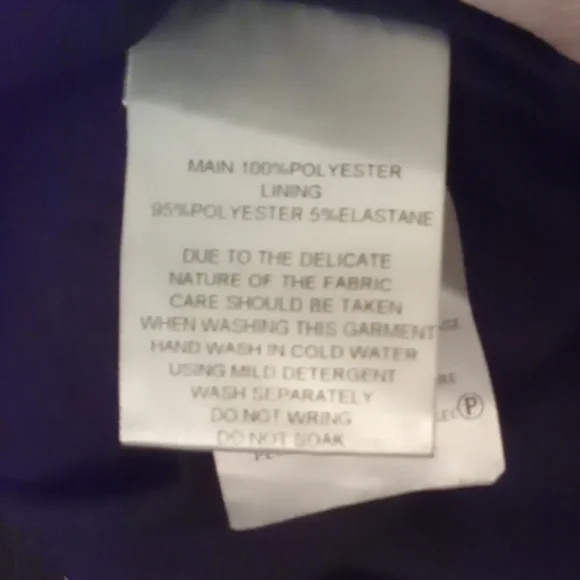 MAIN 100%POLYESTER
LINING
95%POLYESTER 5%ELASTANE
DUE TO THE DELICATE
NATURE OF THE FABRIC
CARE SHOULD BE TAKEN
WHEN WASHING THIS GARMENT
HAND WASH IN COLD WATER
USING MILD DETERGENT
WASH SEPARATELY
DO NOT WRING
DO NOT SOAK
P